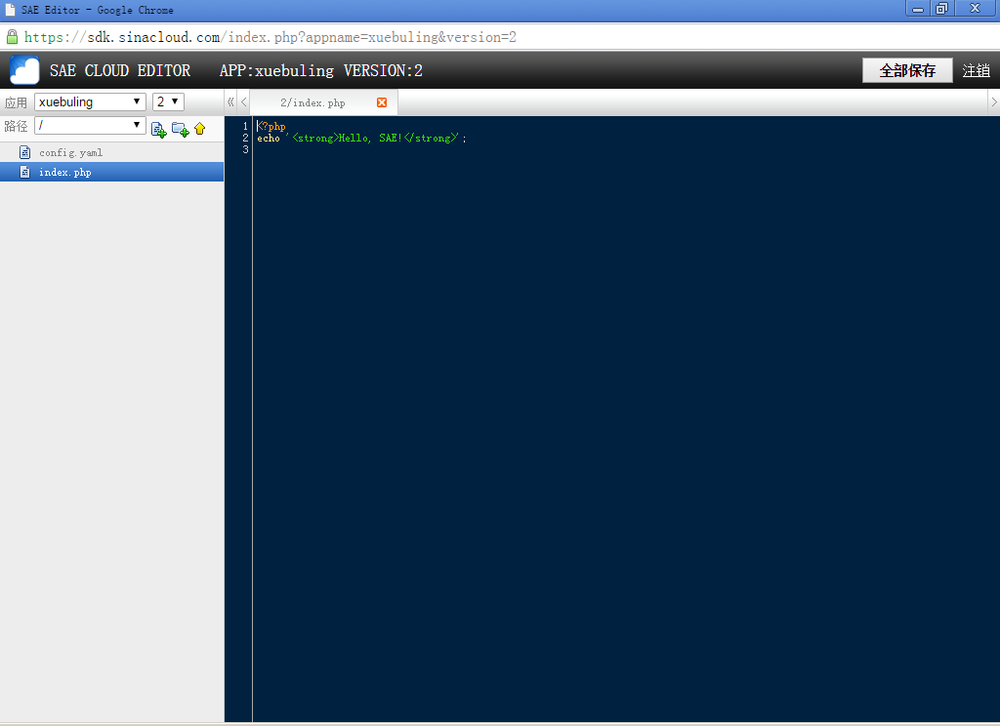 SAE Editor - Google Chrome
https://sdk.sinacloud.com/index.php?appname=xuebuling&version=2
SAE CLOUD EDITOR APP:xuebuling VERSION:2 全部保存 注销
应用 xuebuling 2 2/index.php
路径 /
config.yaml
index.php
1 <?php
2 echo '<strong>Hello, SAE!</strong>';
3